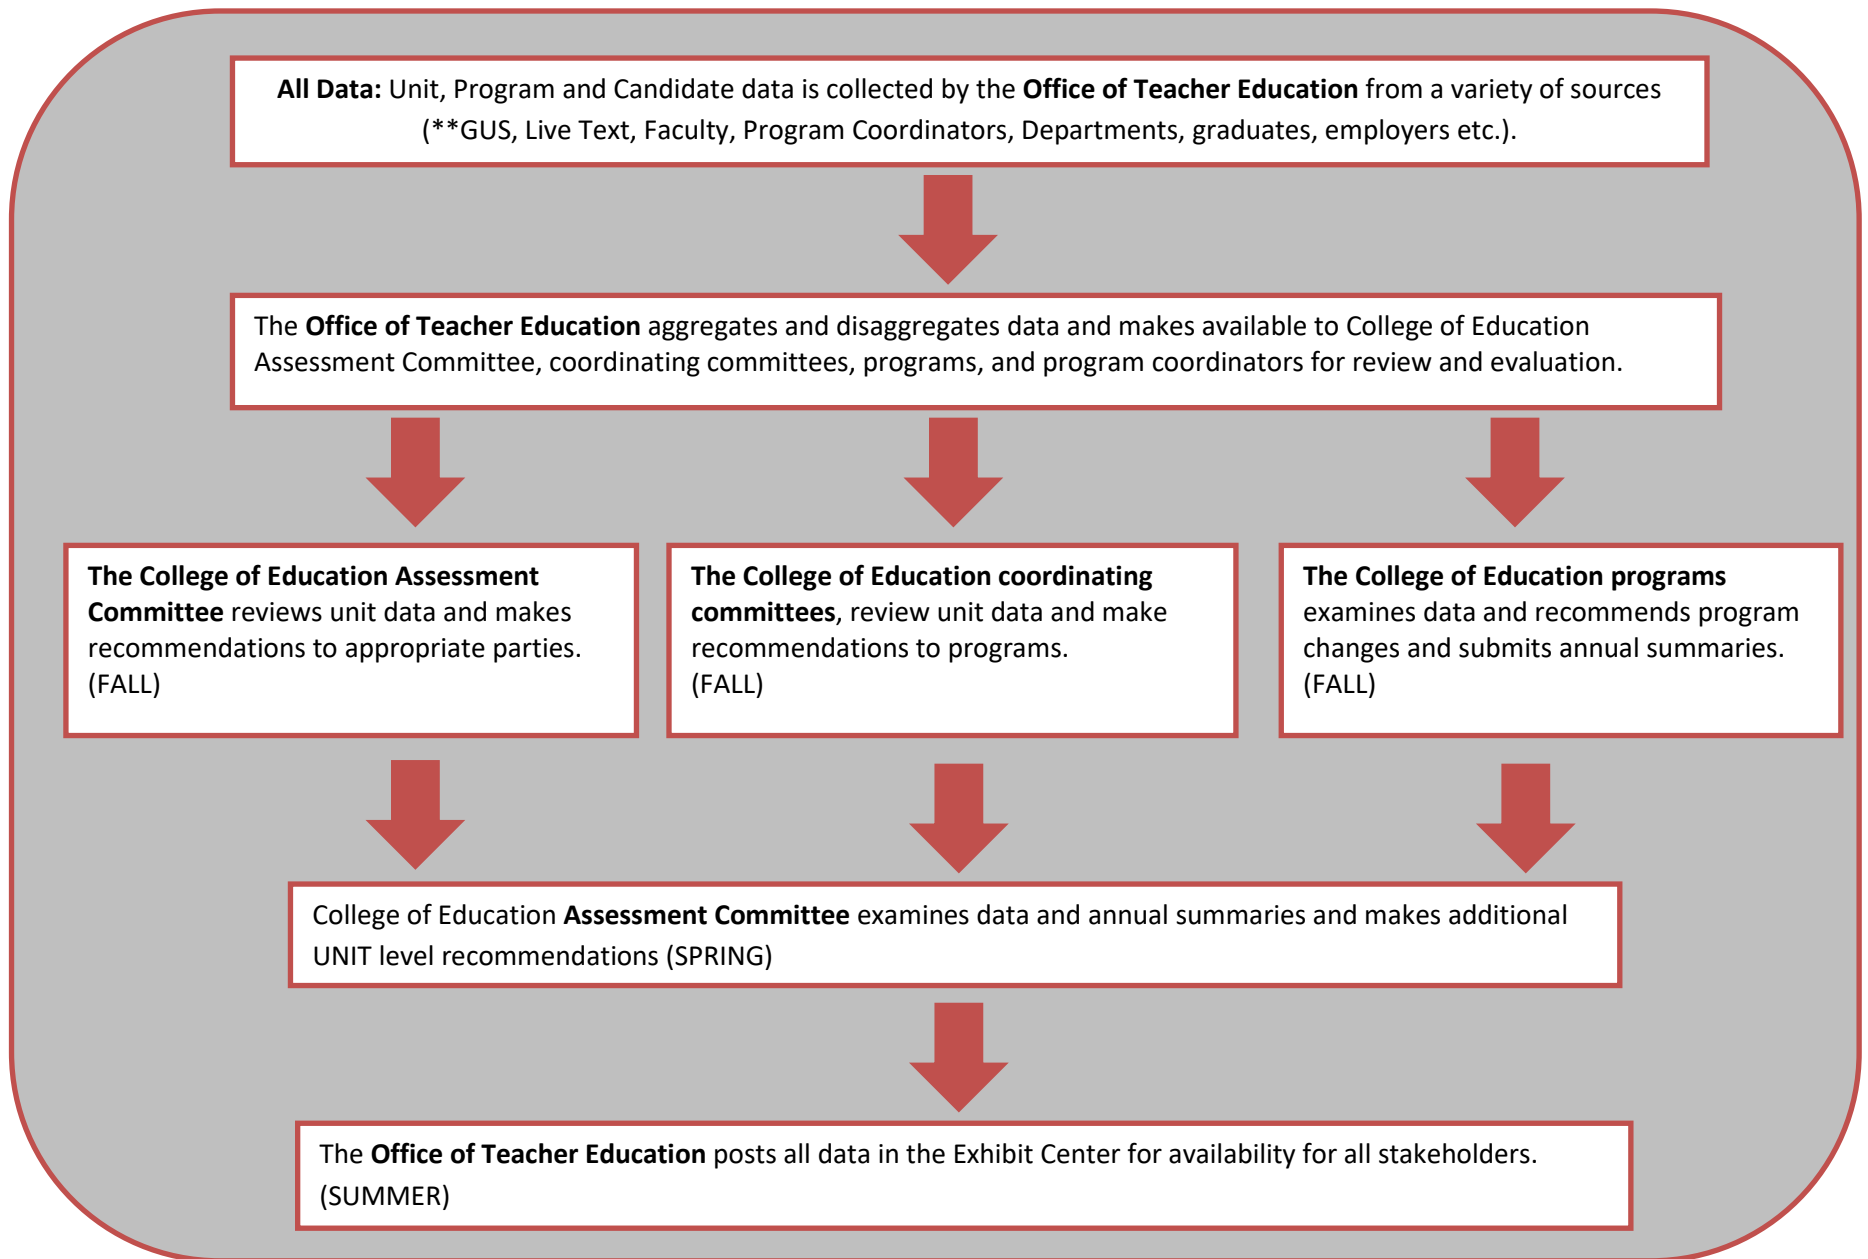 All Data: Unit, Program and Candidate data is collected by the Office of Teacher Education from a variety of sources
(**GUS, Live Text, Faculty, Program Coordinators, Departments, graduates, employers etc.).
The Office of Teacher Education aggregates and disaggregates data and makes available to College of Education
Assessment Committee, coordinating committees, programs, and program coordinators for review and evaluation.
The College of Education Assessment
Committee reviews unit data and makes
recommendations to appropriate parties.
(FALL)
The College of Education coordinating
committees, review unit data and make
recommendations to programs.
(FALL)
The College of Education programs
examines data and recommends program
changes and submits annual summaries.
(FALL)
College of Education Assessment Committee examines data and annual summaries and makes additional
UNIT level recommendations (SPRING)
The Office of Teacher Education posts all data in the Exhibit Center for availability for all stakeholders.
(SUMMER)